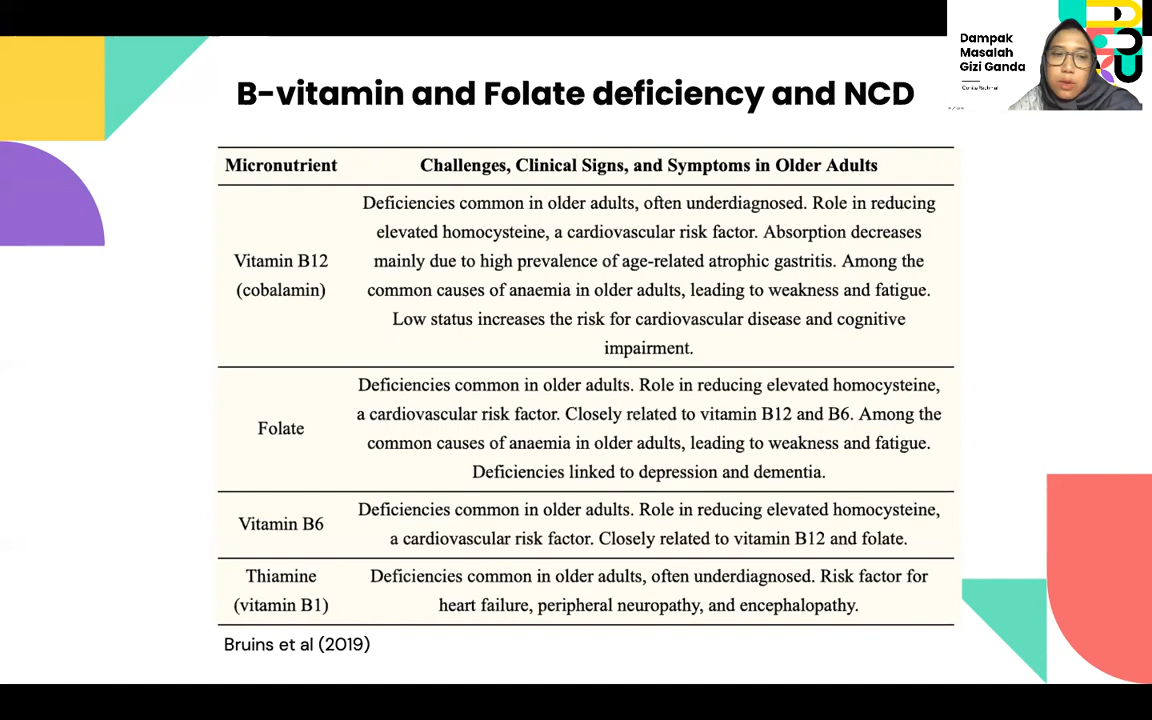 Dampak
Masalah
Gizi Ganda
B-vitamin and Folate deficiency and NCD
Micronutrient
Challenges, Clinical Signs, and Symptoms in Older Adults
Vitamin B12
(cobalamin)
Deficiencies common in older adults, often underdiagnosed. Role in reducing
elevated homocysteine, a cardiovascular risk factor. Absorption decreases
mainly due to high prevalence of age-related atrophic gastritis. Among the
common causes of anaemia in older adults, leading to weakness and fatigue.
Low status increases the risk for cardiovascular disease and cognitive
impairment.
Folate
Deficiencies common in older adults. Role in reducing elevated homocysteine,
a cardiovascular risk factor. Closely related to vitamin B12 and B6. Among the
common causes of anaemia in older adults, leading to weakness and fatigue.
Deficiencies linked to depression and dementia.
Vitamin B6
Deficiencies common in older adults. Role in reducing elevated homocysteine,
a cardiovascular risk factor. Closely related to vitamin B12 and folate.
Thiamine
(vitamin B1)
Deficiencies common in older adults, often underdiagnosed. Risk factor for
heart failure, peripheral neuropathy, and encephalopathy.
Bruins et al (2019)